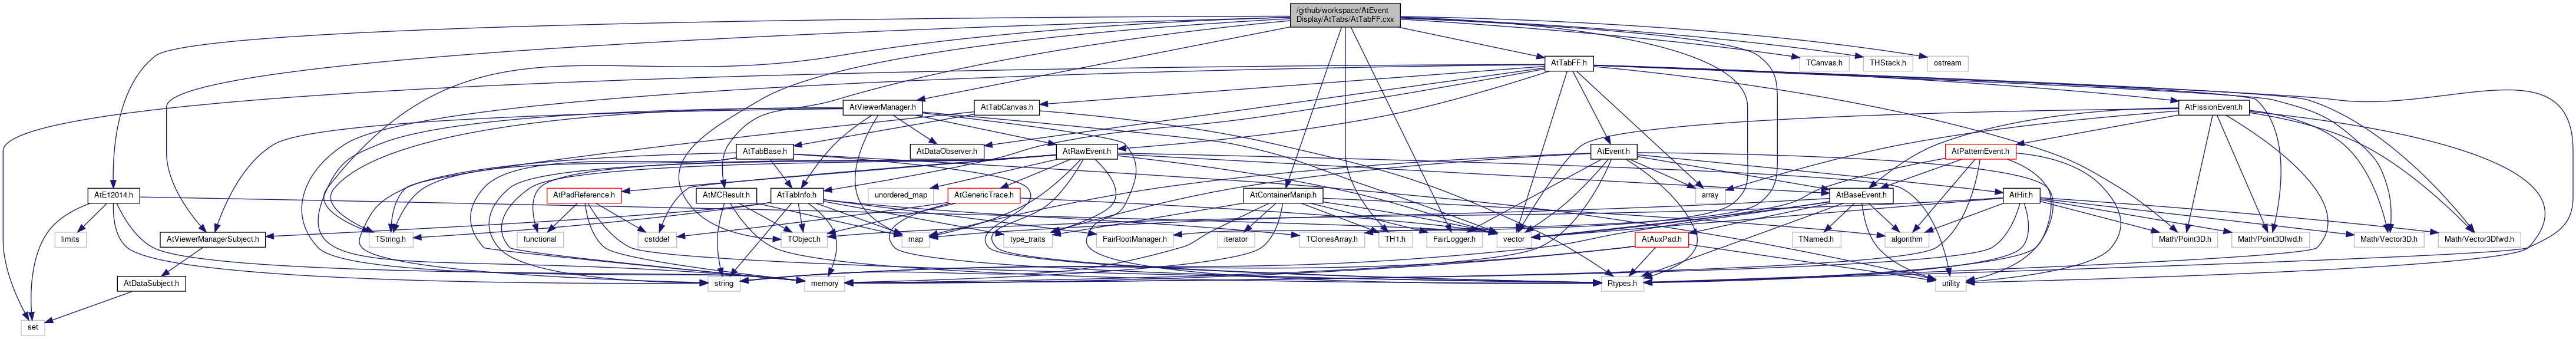 /github/workspace/AtEvent
Display/AtTabs/AtTabFF.cxx
AtTabFF.h
TCanvas.h
THStack.h
ostream
AtViewerManager.h
AtTabCanvas.h
AtFissionEvent.h
AtTabBase.h
AtDataObserver.h
AtRawEvent.h
AtEvent.h
AtPatternEvent.h
AtE12014.h
AtPadReference.h
AtMCResult.h
AtTabInfo.h
unordered_map
AtGenericTrace.h
AtContainerManip.h
array
AtBaseEvent.h
AtHit.h
limits
AtViewerManagerSubject.h
TString.h
functional
cstddef
TObject.h
map
type_traits
FairRootManager.h
iterator
TClonesArray.h
TH1.h
FairLogger.h
vector
AtAuxPad.h
TNamed.h
algorithm
Math/Point3D.h
Math/Point3Dfwd.h
Math/Vector3D.h
Math/Vector3Dfwd.h
AtDataSubject.h
string
memory
Rtypes.h
utility
set